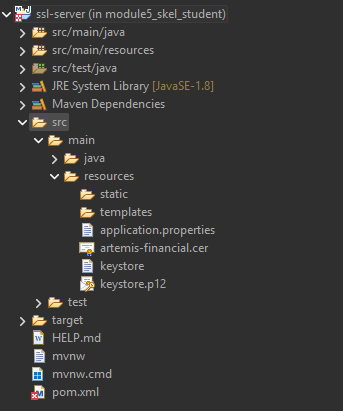 ssl-server (in module5_skel_student)
src/main/java
src/main/resources
src/test/java
JRE System Library [JavaSE-1.8]
Maven Dependencies
src
main
java
resources
static
templates
application.properties
artemis-financial.cer
keystore
keystore.p12
test
target
HELP.md
mvnw
mvnw.cmd
pom.xml